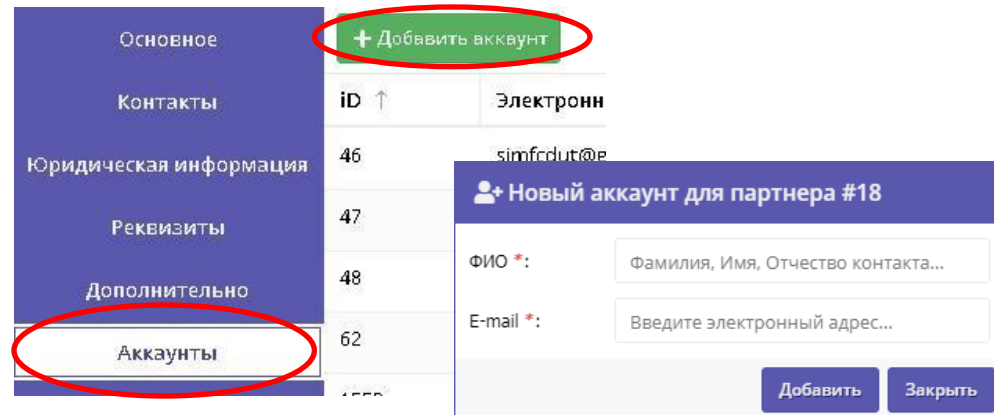 Основное
Контакты
Юридическая информация
Реквизиты
Дополнительно
Аккаунты
+ Добавить аккаунт
iD ↑ Электронн
46
47
48
62
Новый аккаунт для партнера #18
ФИО *: Фамилия, Имя, Отчество контакта...
E-mail *: Введите электронный адрес...
Добавить Закрыть